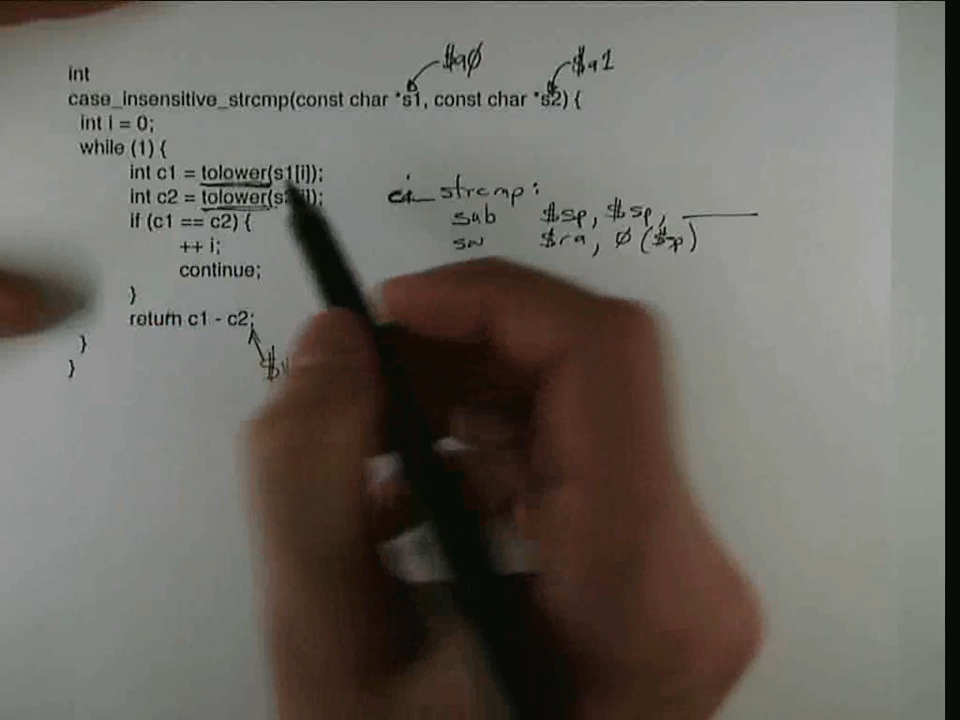 $a0
$a1
int
case_insensitive_strcmp(const char *s1, const char *s2) {
int i = 0;
while (1) {
int c1 = tolower(s1[i]);
int c2 = tolower(
if (c1 == c2) {
++ i;
continue;
}
return c1 - c2;
}
}
ci_strcmp:
sub $sp, $sp, ____
sw $ra, 0($sp)